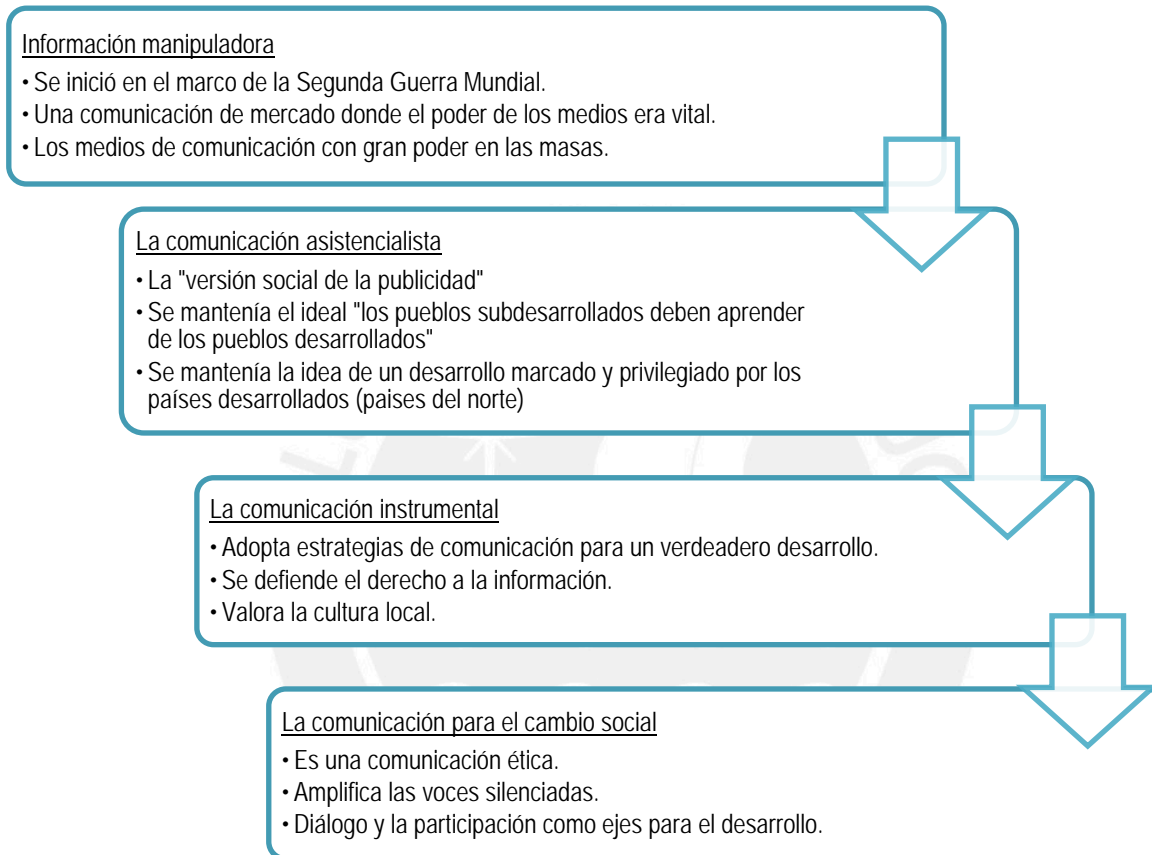 Información manipuladora
• Se inició en el marco de la Segunda Guerra Mundial.
• Una comunicación de mercado donde el poder de los medios era vital.
• Los medios de comunicación con gran poder en las masas.
La comunicación asistencialista
• La "versión social de la publicidad"
• Se mantenía el ideal "los pueblos subdesarrollados deben aprender
de los pueblos desarrollados"
• Se mantenía la idea de un desarrollo marcado y privilegiado por los
países desarrollados (paises del norte)
La comunicación instrumental
• Adopta estrategias de comunicación para un verdeadero desarrollo.
• Se defiende el derecho a la información.
• Valora la cultura local.
La comunicación para el cambio social
• Es una comunicación ética.
• Amplifica las voces silenciadas.
• Diálogo y la participación como ejes para el desarrollo.